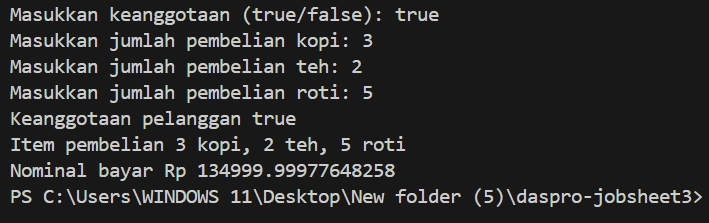 Masukkan keanggotaan (true/false): true
Masukkan jumlah pembelian kopi: 3
Masukkan jumlah pembelian teh: 2
Masukkan jumlah pembelian roti: 5
Keanggotaan pelanggan true
Item pembelian 3 kopi, 2 teh, 5 roti
Nominal bayar Rp 134999.99977648258
PS C:\Users\WINDOWS 11\Desktop\New folder (5)\daspro-jobsheet3>